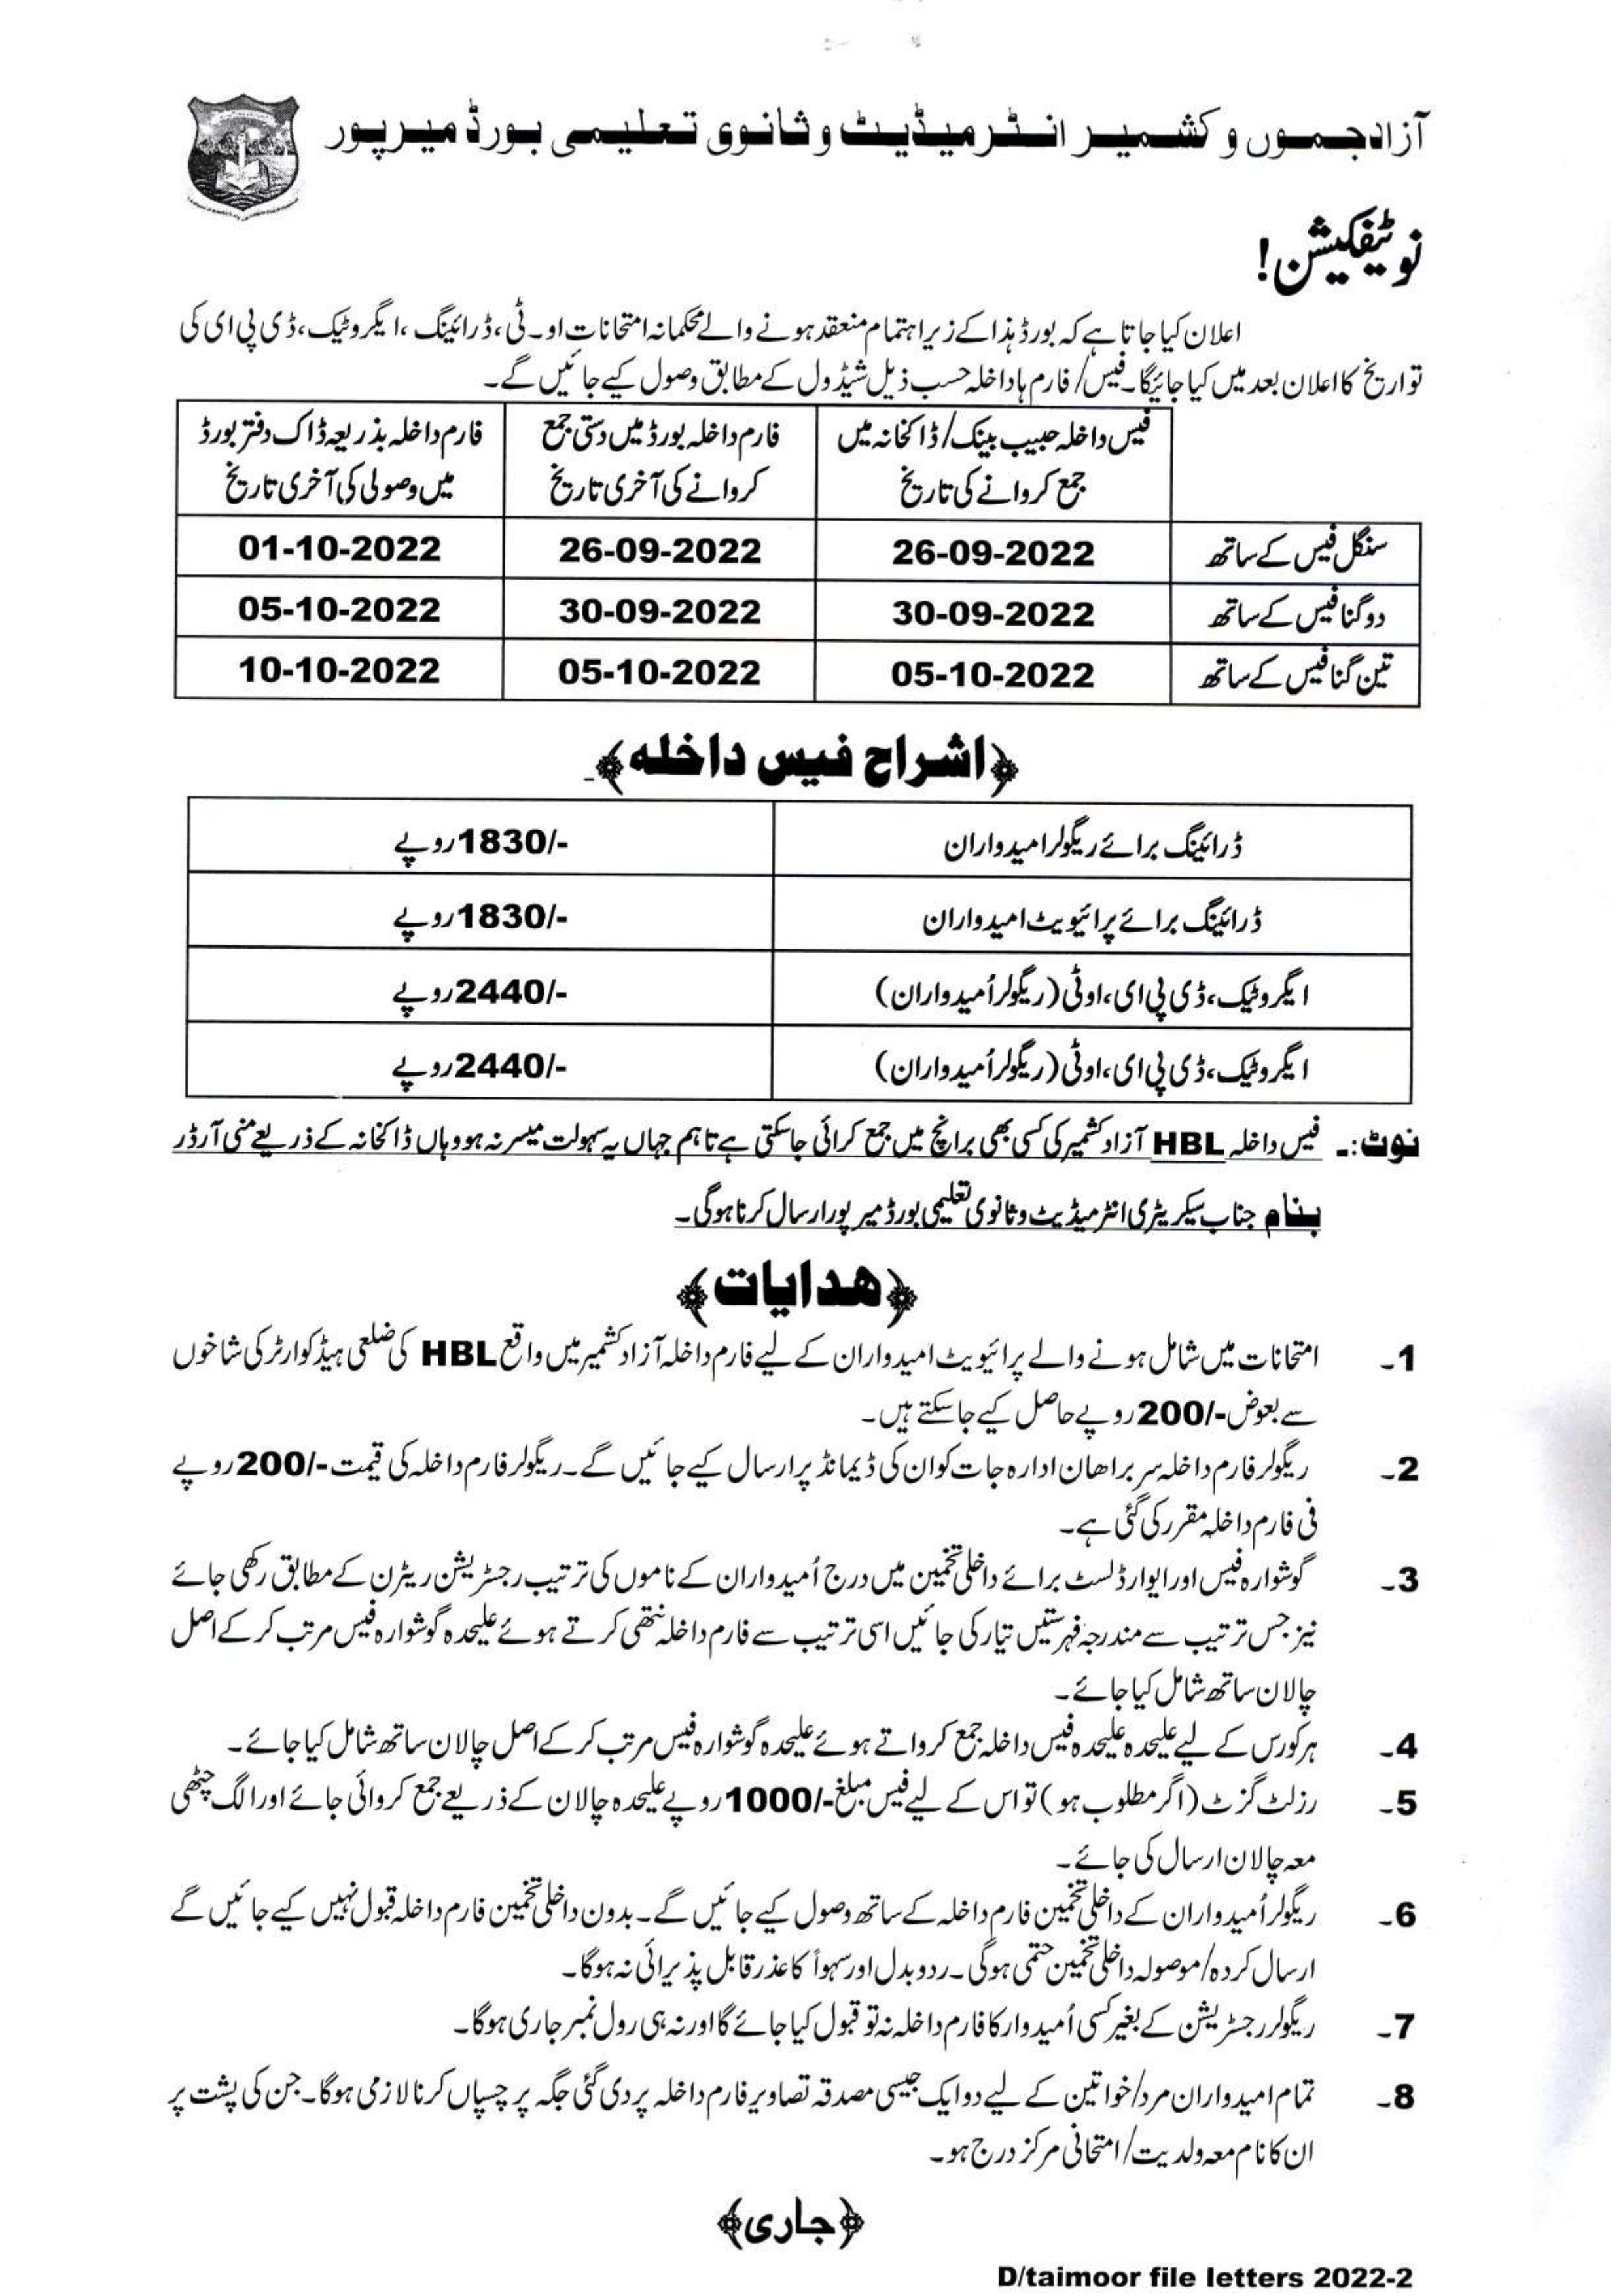 آزاد جموں و کشمیر انٹرمیڈیٹ و ثانوی تعلیمی بورڈ میرپور
نوٹیفکیشن!
اعلان کیا جاتا ہے کہ بورڈ ہذا کے زیر اہتمام منعقد ہونے والے محکمانہ امتحانات او۔ٹی، ڈرائینگ، ایگروٹیک، ڈی پی ای کی
تواریخ کا اعلان بعد میں کیا جائیگا۔ فیس/ فارم ہا داخلہ حسب ذیل شیڈول کے مطابق وصول کیے جائیں گے۔
فیس داخلہ حبیب بینک/ ڈاکخانہ میں فارم داخلہ بورڈ میں دستی جمع فارم داخلہ بذریعہ ڈاک دفتر بورڈ
جمع کروانے کی تاریخ کروانے کی آخری تاریخ میں وصولی کی آخری تاریخ
سنگل فیس کے ساتھ 26-09-2022 26-09-2022 01-10-2022
دوگنا فیس کے ساتھ 30-09-2022 30-09-2022 05-10-2022
تین گنا فیس کے ساتھ 05-10-2022 05-10-2022 10-10-2022
﴿اشراح فیس داخلہ﴾۔
ڈرائینگ برائے ریگولر امیدواران 1830/- روپے
ڈرائینگ برائے پرائیویٹ امیدواران 1830/- روپے
ایگروٹیک، ڈی پی ای، اوٹی (ریگولر اُمیدواران) 2440/- روپے
ایگروٹیک، ڈی پی ای، اوٹی (ریگولر اُمیدواران) 2440/- روپے
نوٹ:۔ فیس داخلہ HBL آزاد کشمیر کی کسی بھی برانچ میں جمع کرائی جاسکتی ہے تاہم جہاں یہ سہولت میسر نہ ہو وہاں ڈاکخانہ کے ذریعے منی آرڈر
بنام جناب سیکریٹری انٹرمیڈیٹ و ثانوی تعلیمی بورڈ میرپور ارسال کرنا ہوگی۔
﴿ھدایات﴾
1۔ امتحانات میں شامل ہونے والے پرائیویٹ امیدواران کے لیے فارم داخلہ آزاد کشمیر میں واقع HBL کی ضلعی ہیڈ کوارٹر کی شاخوں
سے بعوض 200/- روپے حاصل کیے جاسکتے ہیں۔
2۔ ریگولر فارم داخلہ سربراھان ادارہ جات کو ان کی ڈیمانڈ پر ارسال کیے جائیں گے۔ ریگولر فارم داخلہ کی قیمت 200/- روپے
فی فارم داخلہ مقرر کی گئی ہے۔
3۔ گوشوارہ فیس اور ایوارڈ لسٹ برائے داخلی تخمین میں درج اُمیدواران کے ناموں کی ترتیب رجسٹریشن ریٹرن کے مطابق رکھی جائے
نیز جس ترتیب سے مندرجہ فہرستیں تیار کی جائیں اسی ترتیب سے فارم داخلہ نتھی کرتے ہوئے علیحدہ گوشوارہ فیس مرتب کر کے اصل
چالان ساتھ شامل کیا جائے۔
4۔ ہر کورس کے لیے علیحدہ علیحدہ فیس داخلہ جمع کرواتے ہوئے علیحدہ گوشوارہ فیس مرتب کر کے اصل چالان ساتھ شامل کیا جائے۔
5۔ رزلٹ گزٹ (اگر مطلوب ہو) تو اس کے لیے فیس مبلغ 1000/- روپے علیحدہ چالان کے ذریعے جمع کروائی جائے اور الگ چٹھی
معہ چالان ارسال کی جائے۔
6۔ ریگولر اُمیدواران کے داخلی تخمین فارم داخلہ کے ساتھ وصول کیے جائیں گے۔ بدون داخلی تخمین فارم داخلہ قبول نہیں کیے جائیں گے
ارسال کردہ/ موصولہ داخلی تخمین حتمی ہوگی۔ ردوبدل اور سہواً کا عذر قابل پذیرائی نہ ہوگا۔
7۔ ریگولر رجسٹریشن کے بغیر کسی اُمیدوار کا فارم داخلہ نہ تو قبول کیا جائے گا اور نہ ہی رول نمبر جاری ہوگا۔
8۔ تمام امیدواران مرد/خواتین کے لیے دو ایک جیسی مصدقہ تصاویر فارم داخلہ پر دی گئی جگہ پر چسپاں کرنا لازمی ہوگا۔ جن کی پشت پر
ان کا نام معہ ولدیت/ امتحانی مرکز درج ہو۔
﴿جاری﴾
D/taimoor file letters 2022-2